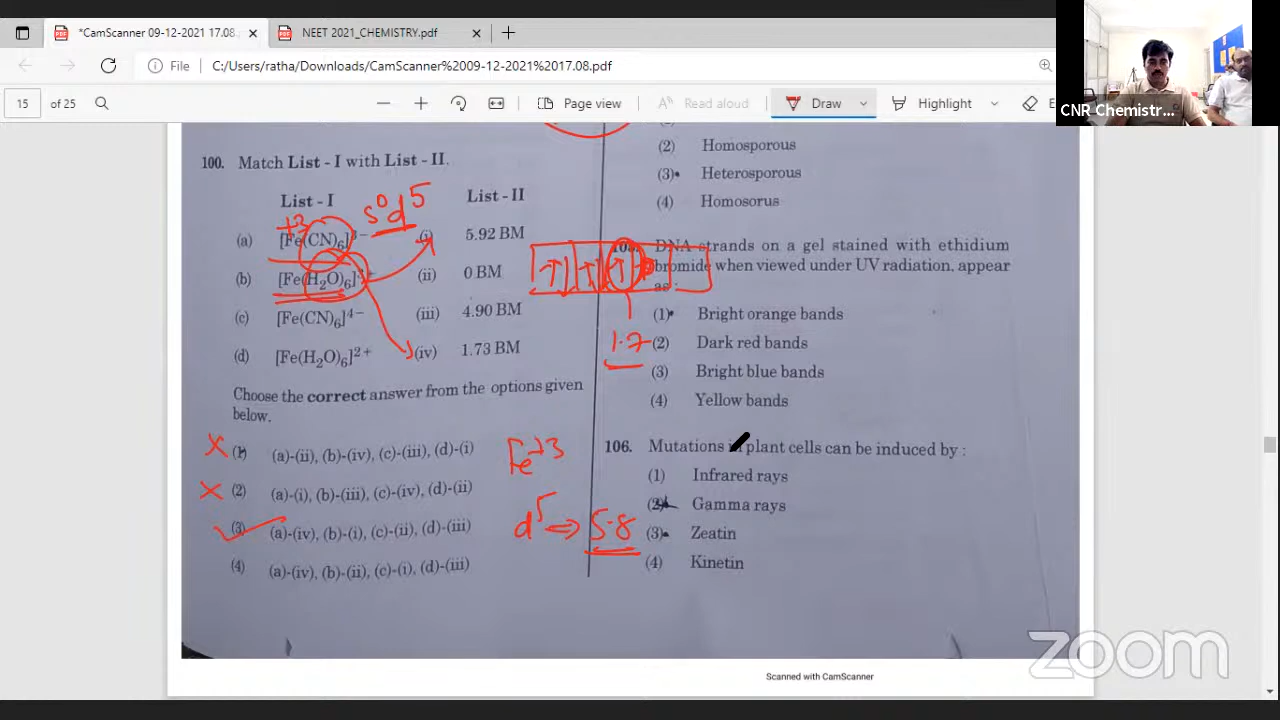 *CamScanner 09-12-2021 17.08..
NEET 2021_CHEMISTRY.pdf
File
C:/Users/ratha/Downloads/CamScanner%2009-12-2021%2017.08.pdf
15
of 25
Page view
Read aloud
Draw
Highlight
CNR Chemistr...
100. Match List - I with List - II.
List - I
List - II
+3
s⁰d⁵
(a) [Fe(CN)₆]³⁻ (i) 5.92 BM
(b) [Fe(H₂O)₆]³⁺ (ii) 0 BM
(c) [Fe(CN)₆]⁴⁻ (iii) 4.90 BM
(d) [Fe(H₂O)₆]²⁺ (iv) 1.73 BM
Choose the correct answer from the options given
below.
(1) (a)-(ii), (b)-(iv), (c)-(iii), (d)-(i)
(2) (a)-(i), (b)-(iii), (c)-(iv), (d)-(ii)
(3) (a)-(iv), (b)-(i), (c)-(ii), (d)-(iii)
(4) (a)-(iv), (b)-(ii), (c)-(i), (d)-(iii)
Fe⁺³
d⁵ ⇔ 5.8
1.7
(2) Homosporous
(3) Heterosporous
(4) Homosorus
DNA strands on a gel stained with ethidium
bromide when viewed under UV radiation, appear
as :
(1) Bright orange bands
(2) Dark red bands
(3) Bright blue bands
(4) Yellow bands
106. Mutations in plant cells can be induced by :
(1) Infrared rays
(2) Gamma rays
(3) Zeatin
(4) Kinetin
zoom
Scanned with CamScanner